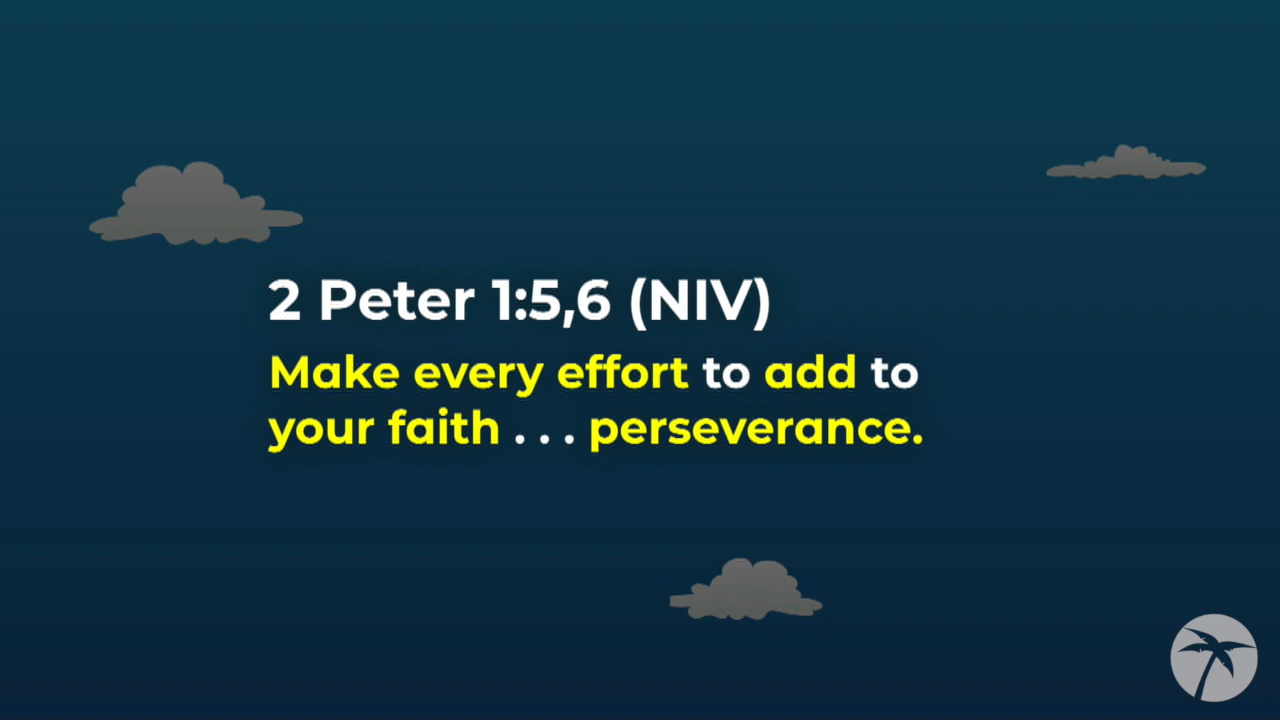 2 Peter 1:5,6 (NIV)
Make every effort to add to
your faith . . . perseverance.